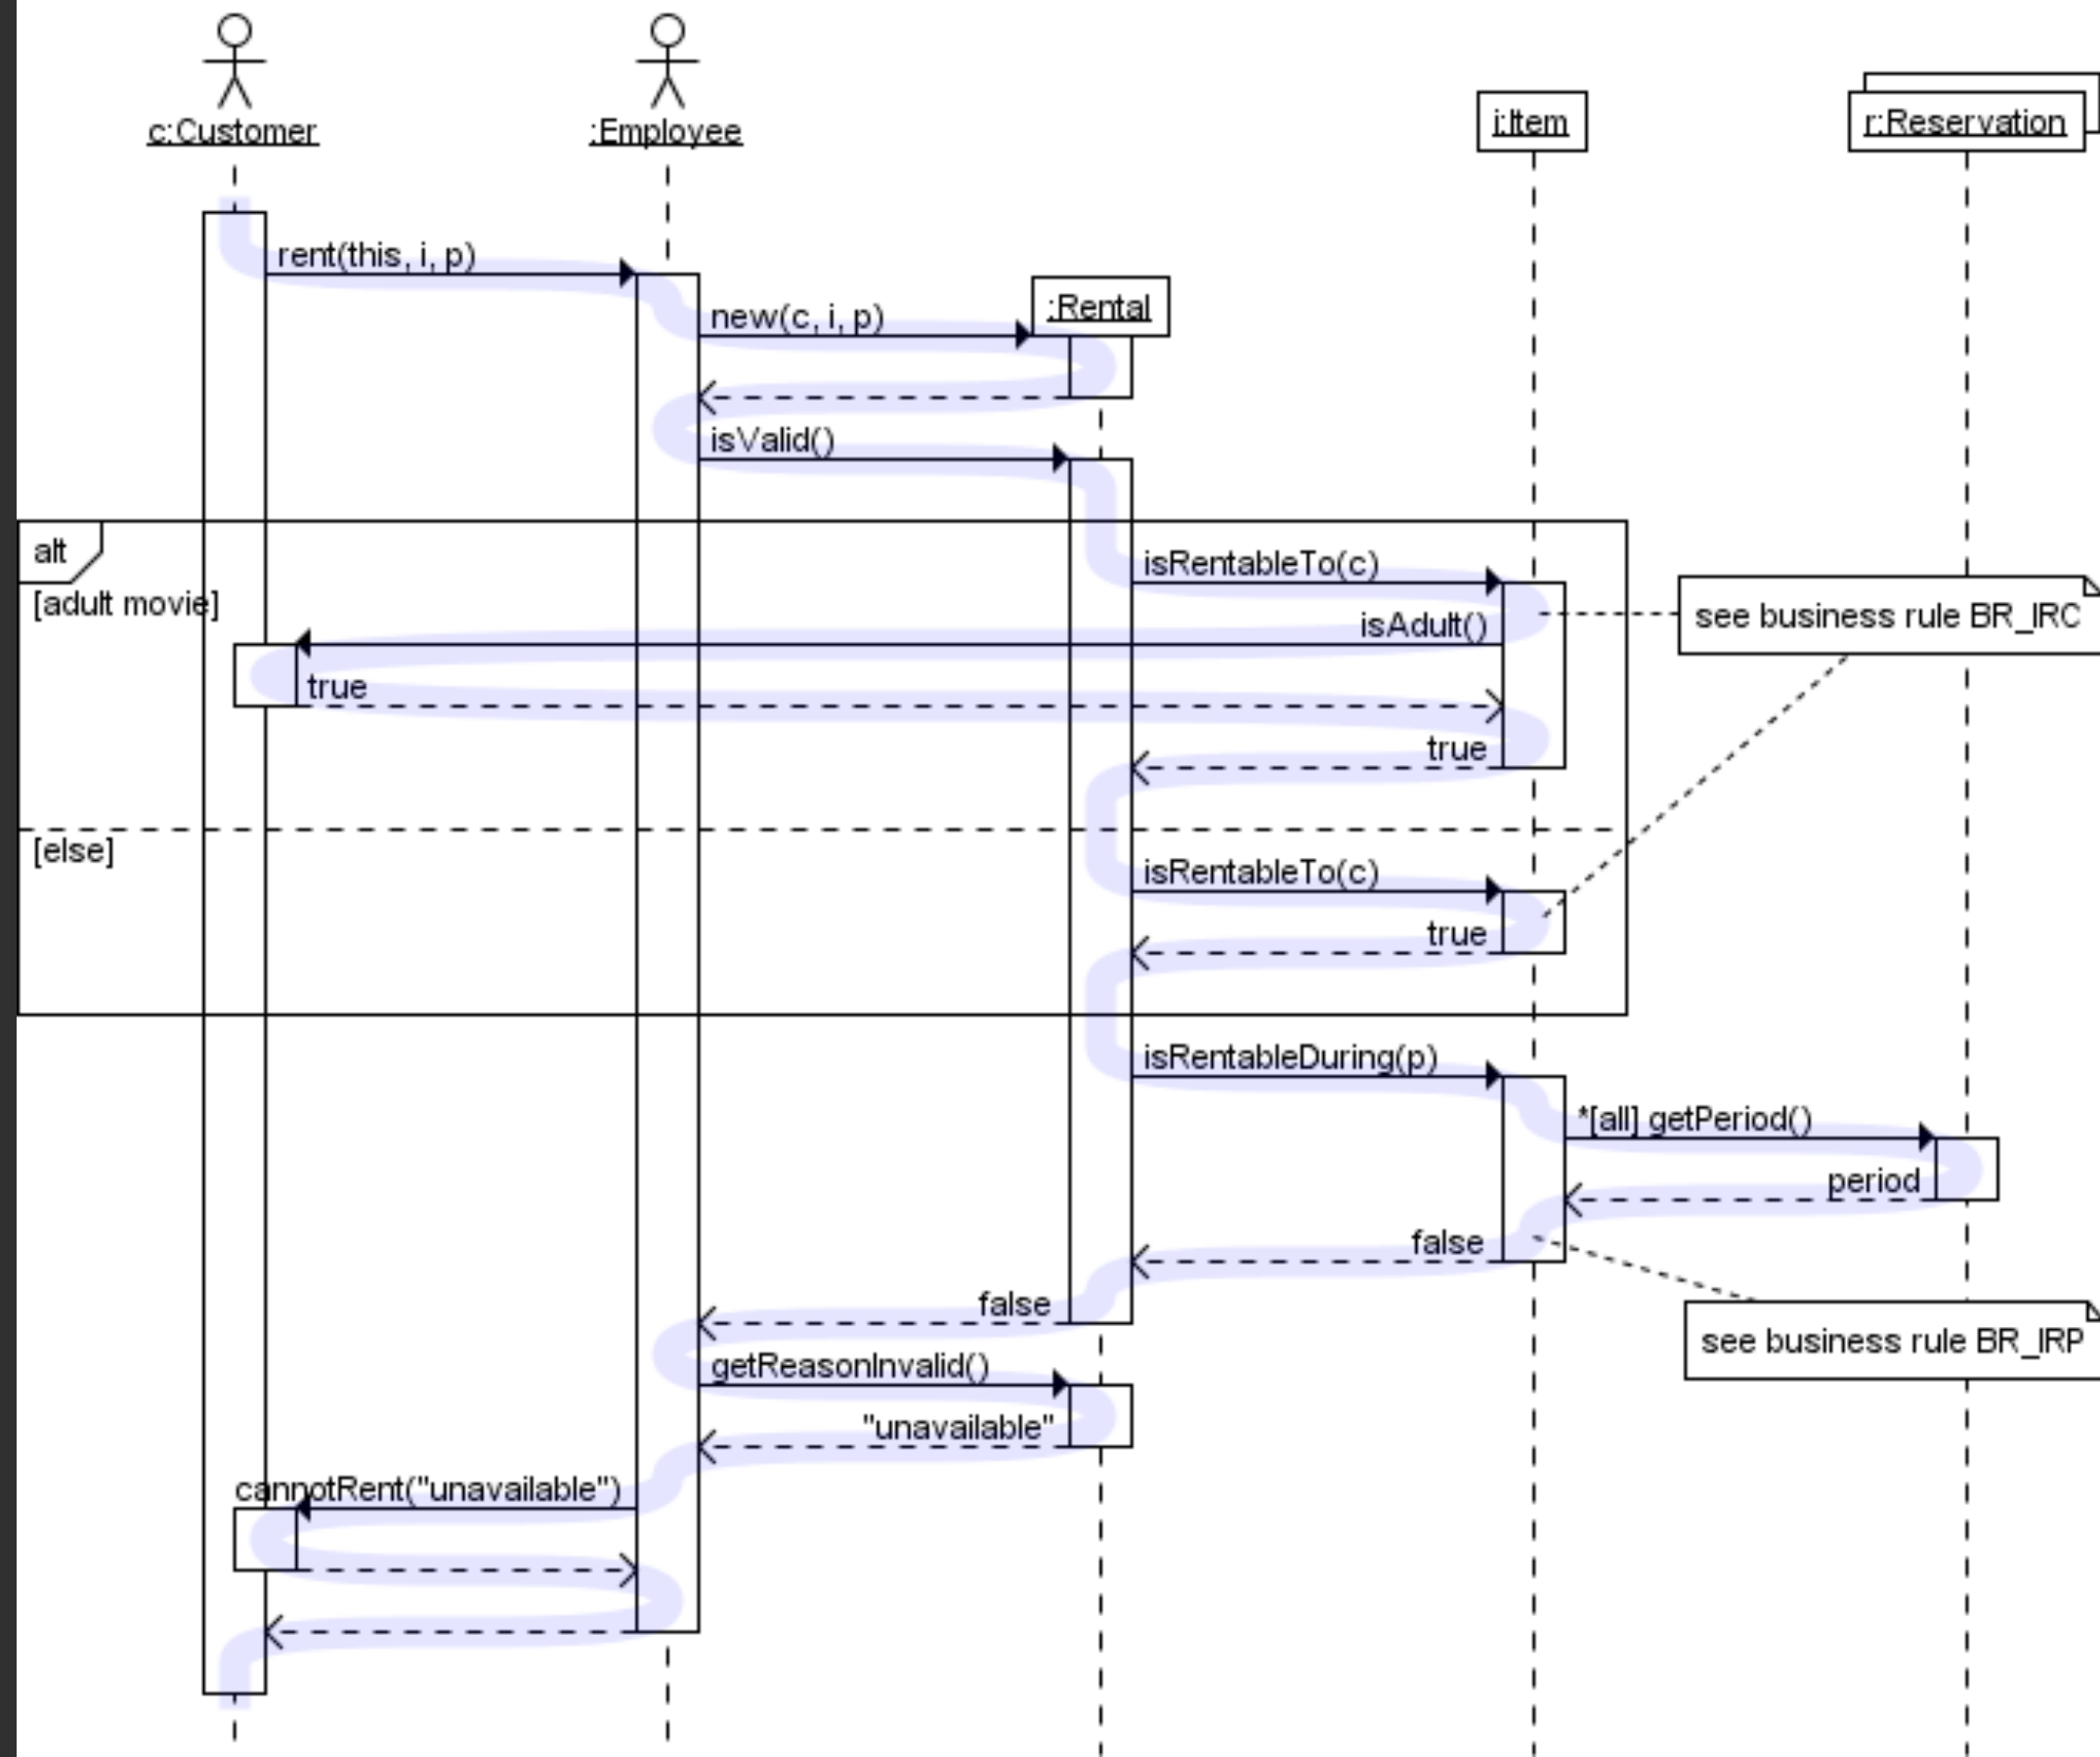 c:Customer
:Employee
i:Item
r:Reservation
rent(this, i, p)
:Rental
new(c, i, p)
isValid()
alt
isRentableTo(c)
[adult movie]
see business rule BR_IRC
isAdult()
true
true
[else]
isRentableTo(c)
true
isRentableDuring(p)
*[all] getPeriod()
period
false
false
see business rule BR_IRP
getReasonInvalid()
"unavailable"
cannotRent("unavailable")